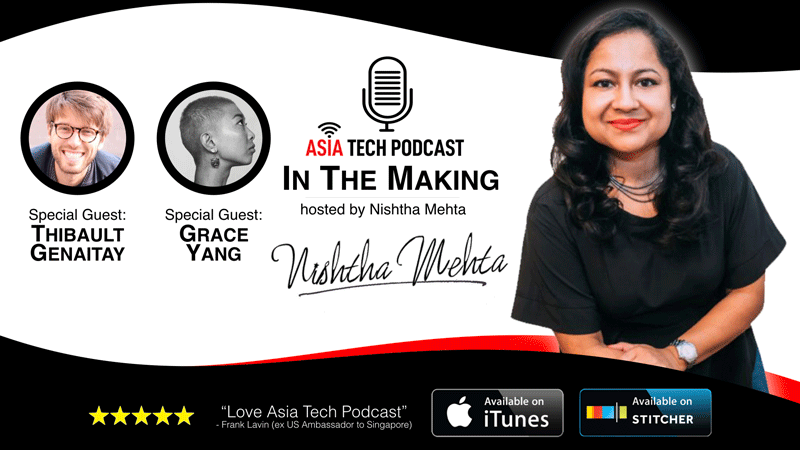 ASIA TECH PODCAST
IN THE MAKING
hosted by Nishtha Mehta
Nishtha Mehta
Special Guest:
THIBAULT
GENAITAY
Special Guest:
GRACE
YANG
"Love Asia Tech Podcast"
- Frank Lavin (ex US Ambassador to Singapore)
Available on
iTunes
Available on
STITCHER